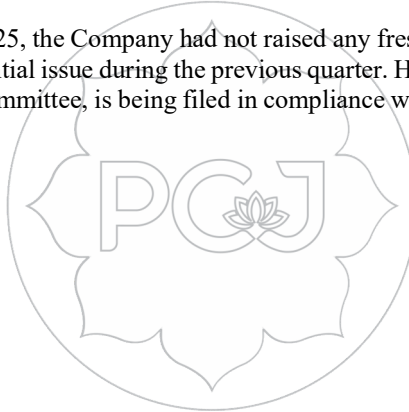 25, the Company had not raised any fres
tial issue during the previous quarter. H
mmittee, is being filed in compliance w
PCJ